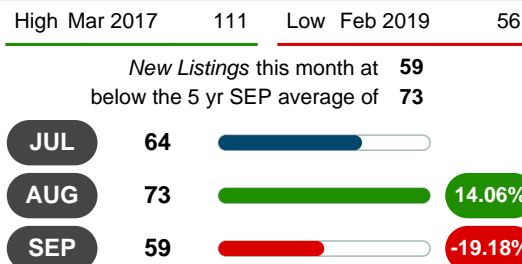 High Mar 2017 111 Low Feb 2019 56
New Listings this month at 59
below the 5 yr SEP average of 73
JUL 64
AUG 73 14.06%
SEP 59 -19.18%